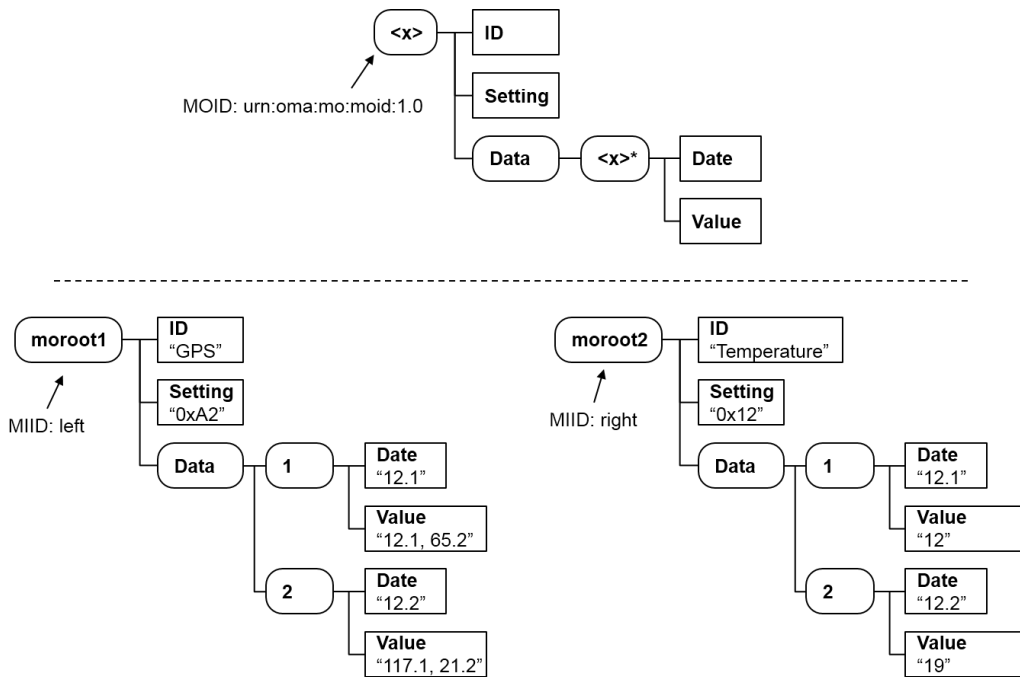 <x>
ID
MOID: urn:oma:mo:moid:1.0
Setting
Data
<x>*
Date
Value
moroot1
ID
“GPS”
MIID: left
Setting
“0xA2”
Data
1
Date
“12.1”
Value
“12.1, 65.2”
2
Date
“12.2”
Value
“117.1, 21.2”
moroot2
ID
“Temperature”
MIID: right
Setting
“0x12”
Data
1
Date
“12.1”
Value
“12”
2
Date
“12.2”
Value
“19”